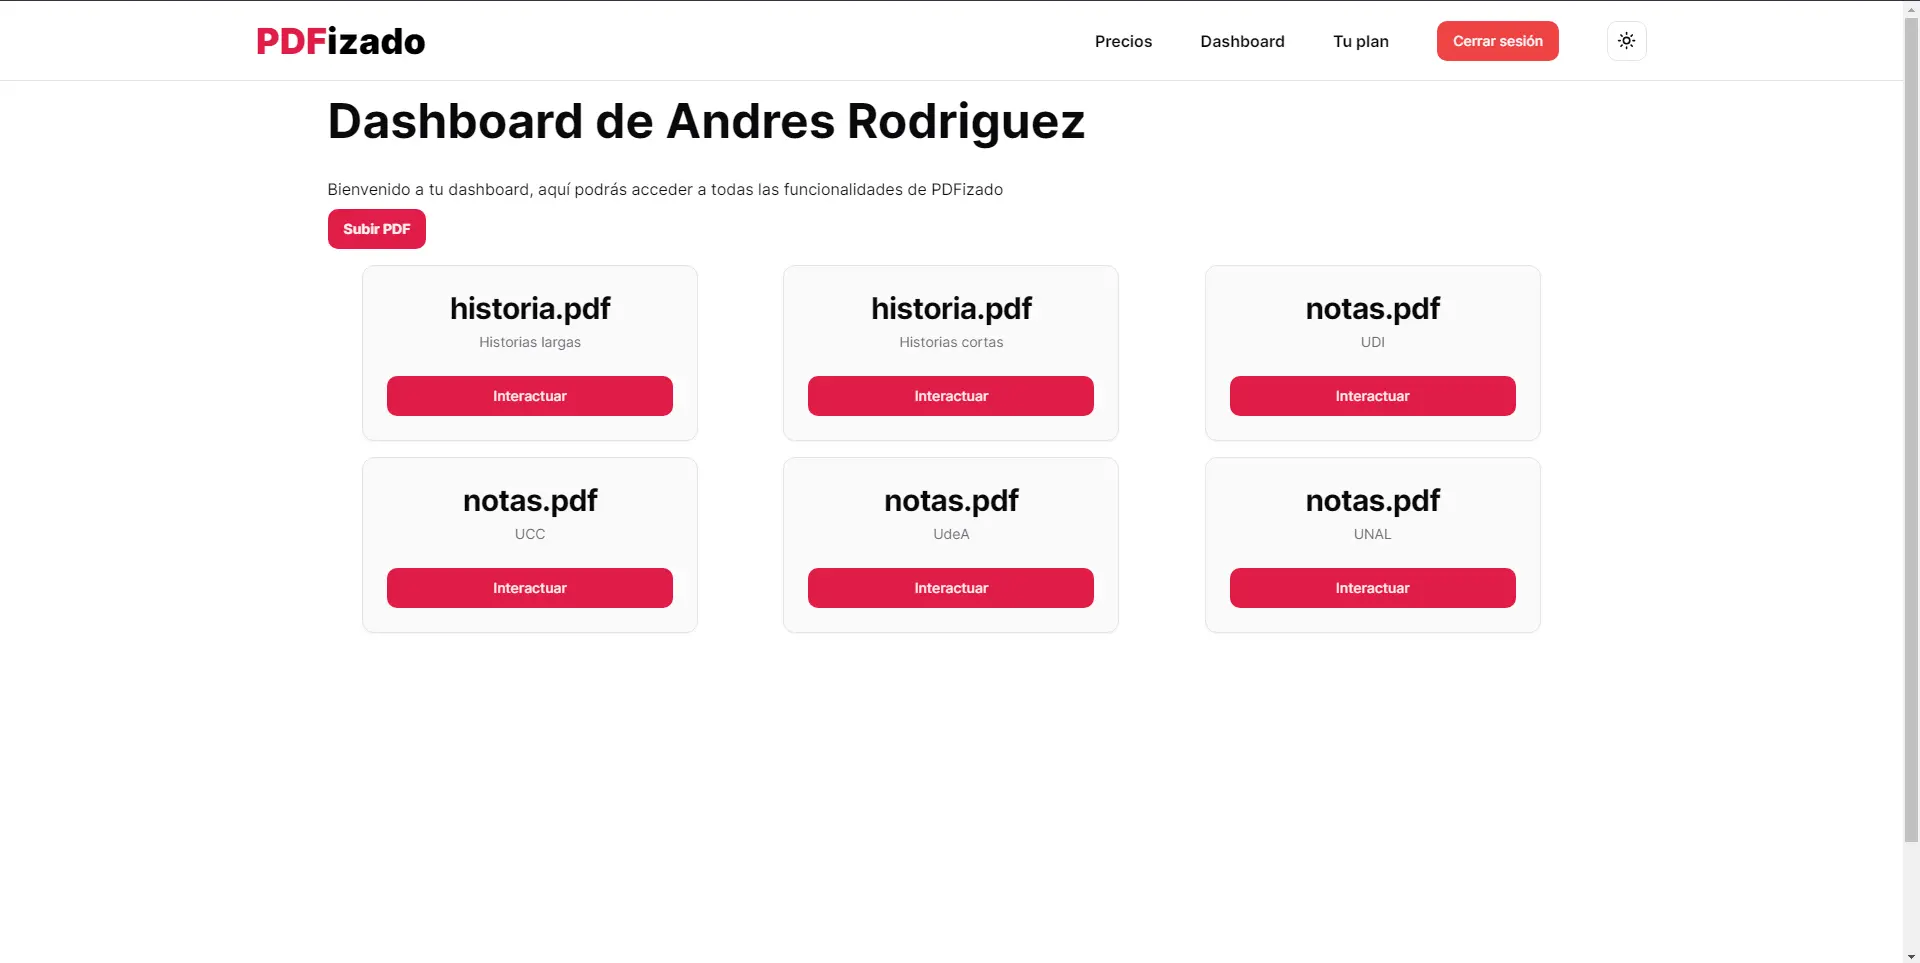 PDFizado
Precios
Dashboard
Tu plan
Cerrar sesión
Dashboard de Andres Rodriguez
Bienvenido a tu dashboard, aquí podrás acceder a todas las funcionalidades de PDFizado
Subir PDF
historia.pdf
Historias largas
Interactuar
historia.pdf
Historias cortas
Interactuar
notas.pdf
UDI
Interactuar
notas.pdf
UCC
Interactuar
notas.pdf
UdeA
Interactuar
notas.pdf
UNAL
Interactuar